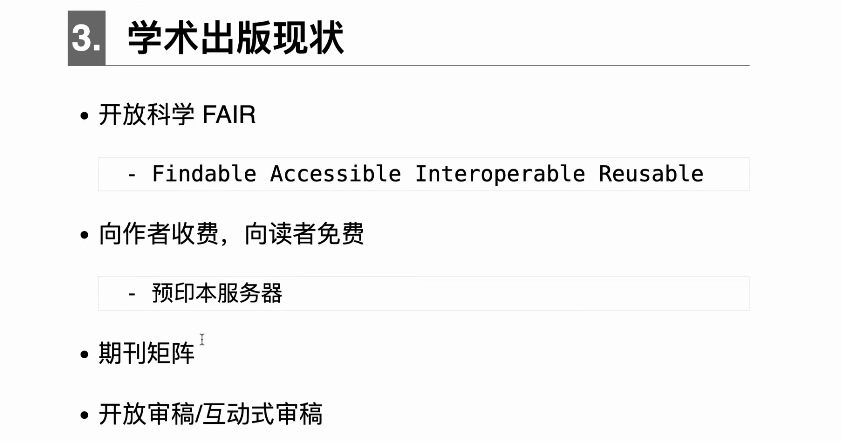 3. 学术出版现状
• 开放科学 FAIR
- Findable Accessible Interoperable Reusable
• 向作者收费，向读者免费
- 预印本服务器
• 期刊矩阵
• 开放审稿/互动式审稿